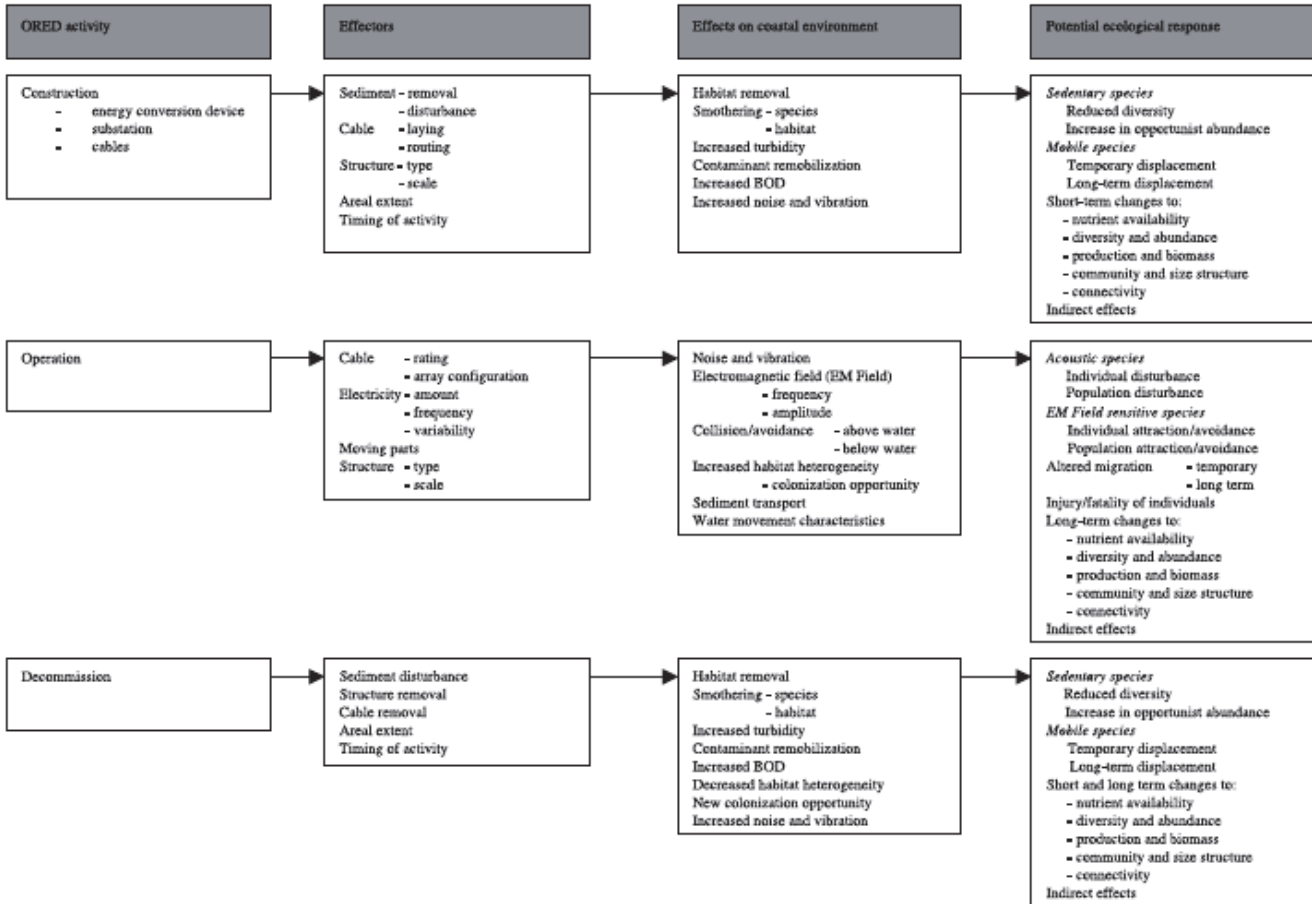 ORED activity
Effectors
Effects on coastal environment
Potential ecological response
Construction
- energy conversion device
- substation
- cables
Sediment - removal
- disturbance
Cable - laying
- routing
Structure - type
- scale
Areal extent
Timing of activity
Habitat removal
Smothering - species
- habitat
Increased turbidity
Contaminant remobilization
Increased BOD
Increased noise and vibration
Sedentary species
Reduced diversity
Increase in opportunist abundance
Mobile species
Temporary displacement
Long-term displacement
Short-term changes to:
- nutrient availability
- diversity and abundance
- production and biomass
- community and size structure
- connectivity
Indirect effects
Operation
Cable - rating
- array configuration
Electricity - amount
- frequency
- variability
Moving parts
Structure - type
- scale
Noise and vibration
Electromagnetic field (EM Field)
- frequency
- amplitude
Collision/avoidance - above water
- below water
Increased habitat heterogeneity
- colonization opportunity
Sediment transport
Water movement characteristics
Acoustic species
Individual disturbance
Population disturbance
EM Field sensitive species
Individual attraction/avoidance
Population attraction/avoidance
Altered migration - temporary
- long term
Injury/fatality of individuals
Long-term changes to:
- nutrient availability
- diversity and abundance
- production and biomass
- community and size structure
- connectivity
Indirect effects
Decommission
Sediment disturbance
Structure removal
Cable removal
Areal extent
Timing of activity
Habitat removal
Smothering - species
- habitat
Increased turbidity
Contaminant remobilization
Increased BOD
Decreased habitat heterogeneity
New colonization opportunity
Increased noise and vibration
Sedentary species
Reduced diversity
Increase in opportunist abundance
Mobile species
Temporary displacement
Long-term displacement
Short and long term changes to:
- nutrient availability
- diversity and abundance
- production and biomass
- community and size structure
- connectivity
Indirect effects